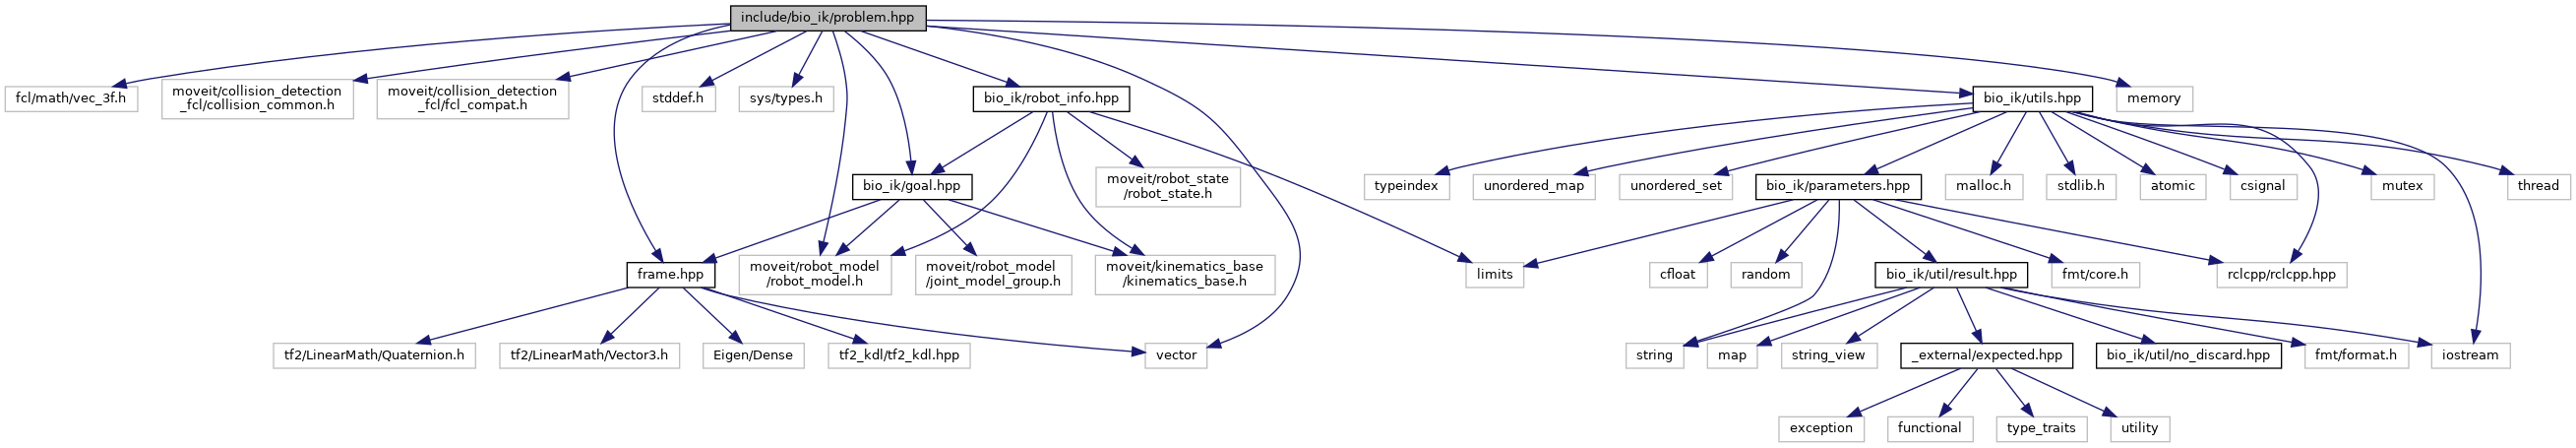 include/bio_ik/problem.hpp
fcl/math/vec_3f.h
moveit/collision_detection
_fcl/collision_common.h
moveit/collision_detection
_fcl/fcl_compat.h
stddef.h
sys/types.h
bio_ik/robot_info.hpp
bio_ik/utils.hpp
memory
bio_ik/goal.hpp
moveit/robot_state
/robot_state.h
typeindex
unordered_map
unordered_set
bio_ik/parameters.hpp
malloc.h
stdlib.h
atomic
csignal
mutex
thread
frame.hpp
moveit/robot_model
/robot_model.h
moveit/robot_model
/joint_model_group.h
moveit/kinematics_base
/kinematics_base.h
limits
cfloat
random
bio_ik/util/result.hpp
fmt/core.h
rclcpp/rclcpp.hpp
tf2/LinearMath/Quaternion.h
tf2/LinearMath/Vector3.h
Eigen/Dense
tf2_kdl/tf2_kdl.hpp
vector
string
map
string_view
_external/expected.hpp
bio_ik/util/no_discard.hpp
fmt/format.h
iostream
exception
functional
type_traits
utility